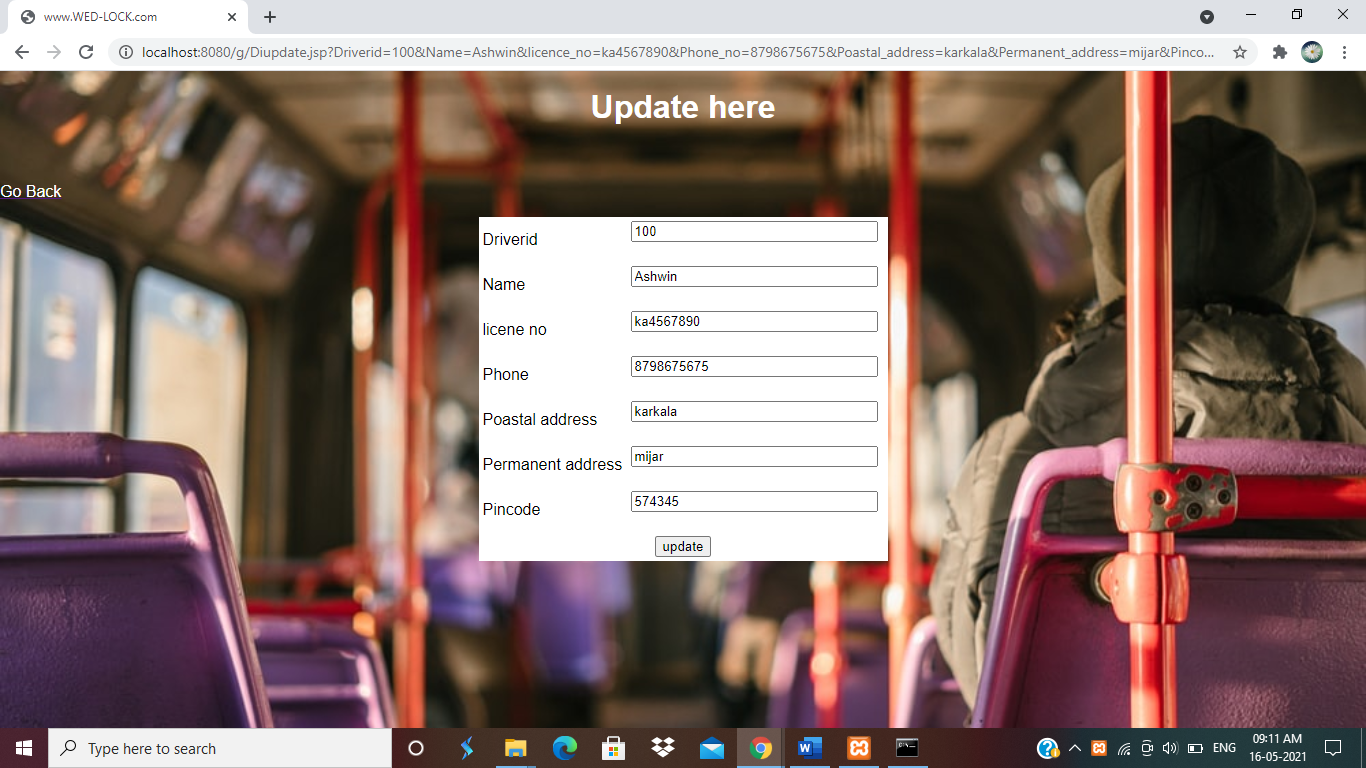 www.WED-LOCK.com
localhost:8080/g/Diupdate.jsp?Driverid=100&Name=Ashwin&licence_no=ka4567890&Phone_no=8798675675&Poastal_address=karkala&Permanent_address=mijar&Pinco...
Update here
Go Back
Driverid 100
Name Ashwin
licene no ka4567890
Phone 8798675675
Poastal address karkala
Permanent address mijar
Pincode 574345
update
Type here to search
ENG
09:11 AM
16-05-2021